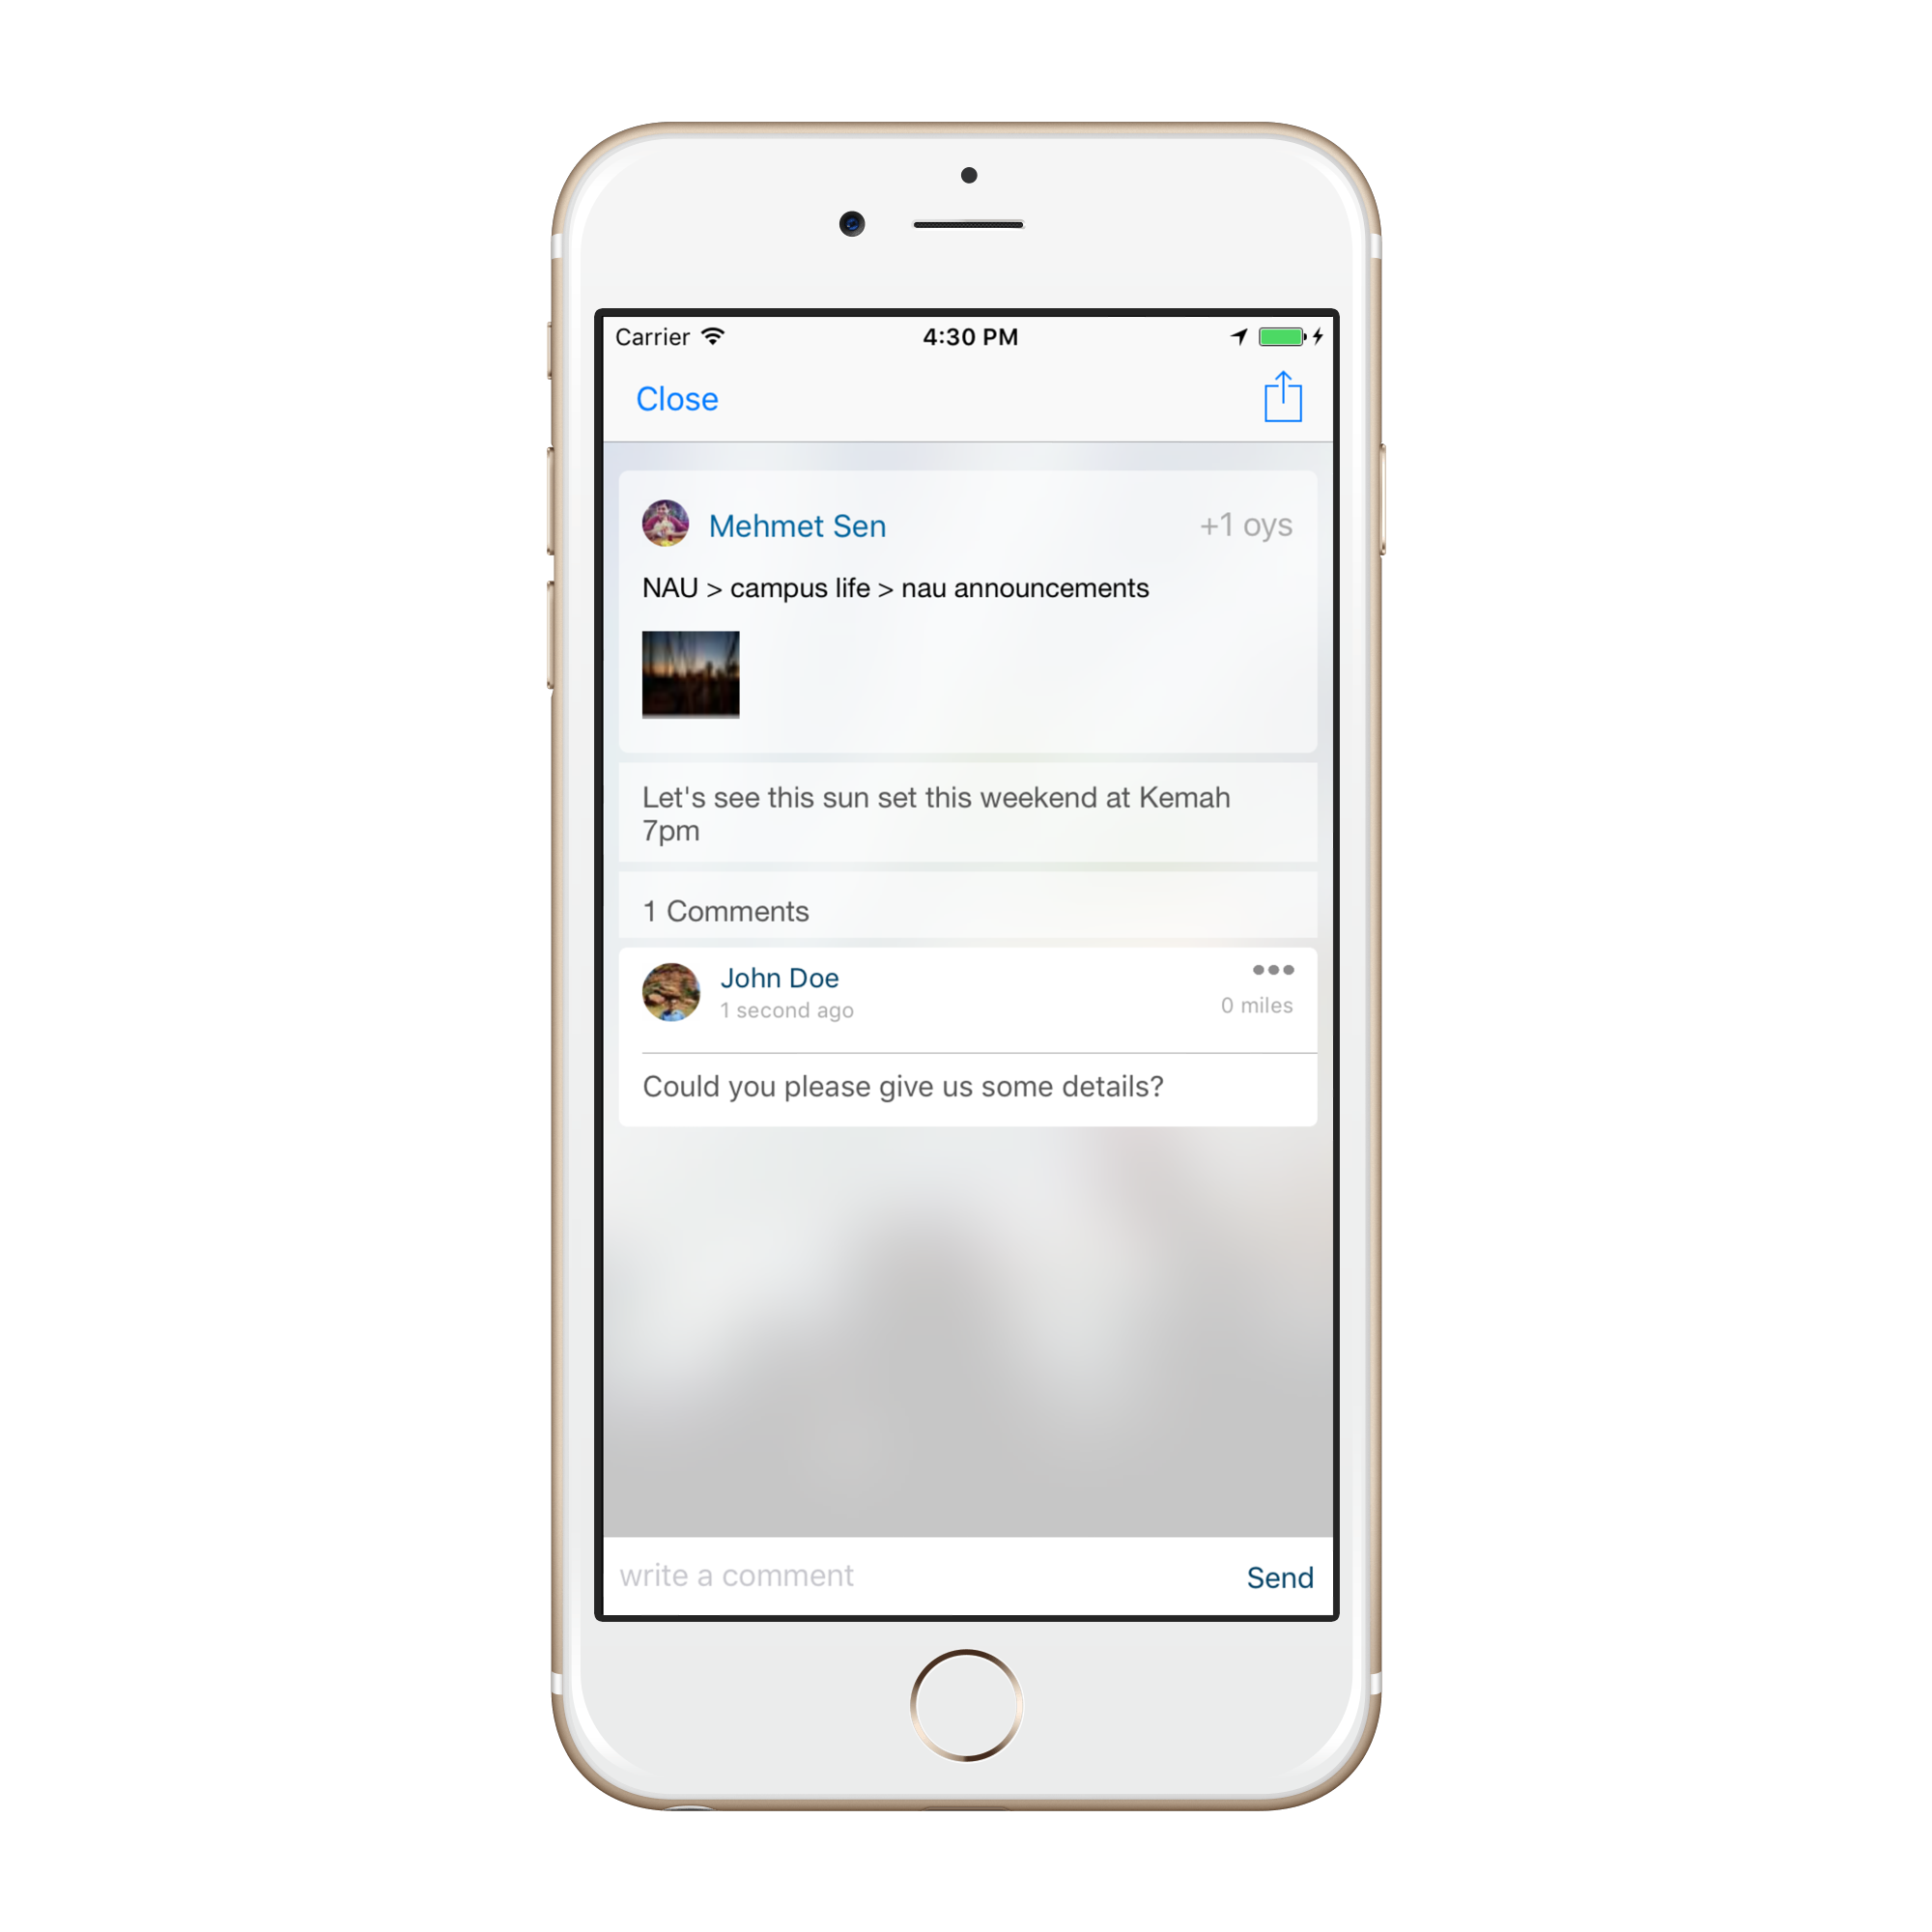 Carrier 4:30 PM
Close
Mehmet Sen +1 oys
NAU > campus life > nau announcements
Let's see this sun set this weekend at Kemah
7pm
1 Comments
John Doe
1 second ago 0 miles
Could you please give us some details?
write a comment Send